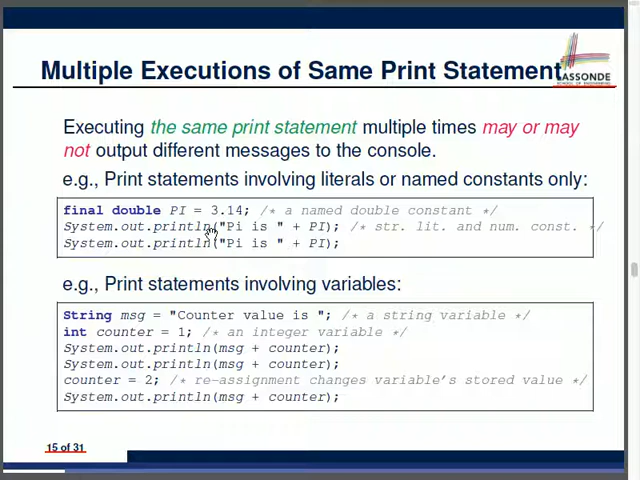 Multiple Executions of Same Print Statement
LASSONDE
SCHOOL OF ENGINEERING
Executing the same print statement multiple times may or may
not output different messages to the console.
e.g., Print statements involving literals or named constants only:
final double PI = 3.14; /* a named double constant */
System.out.println("Pi is " + PI); /* str. lit. and num. const. */
System.out.println("Pi is " + PI);
e.g., Print statements involving variables:
String msg = "Counter value is "; /* a string variable */
int counter = 1; /* an integer variable */
System.out.println(msg + counter);
System.out.println(msg + counter);
counter = 2; /* re-assignment changes variable's stored value */
System.out.println(msg + counter);
15 of 31